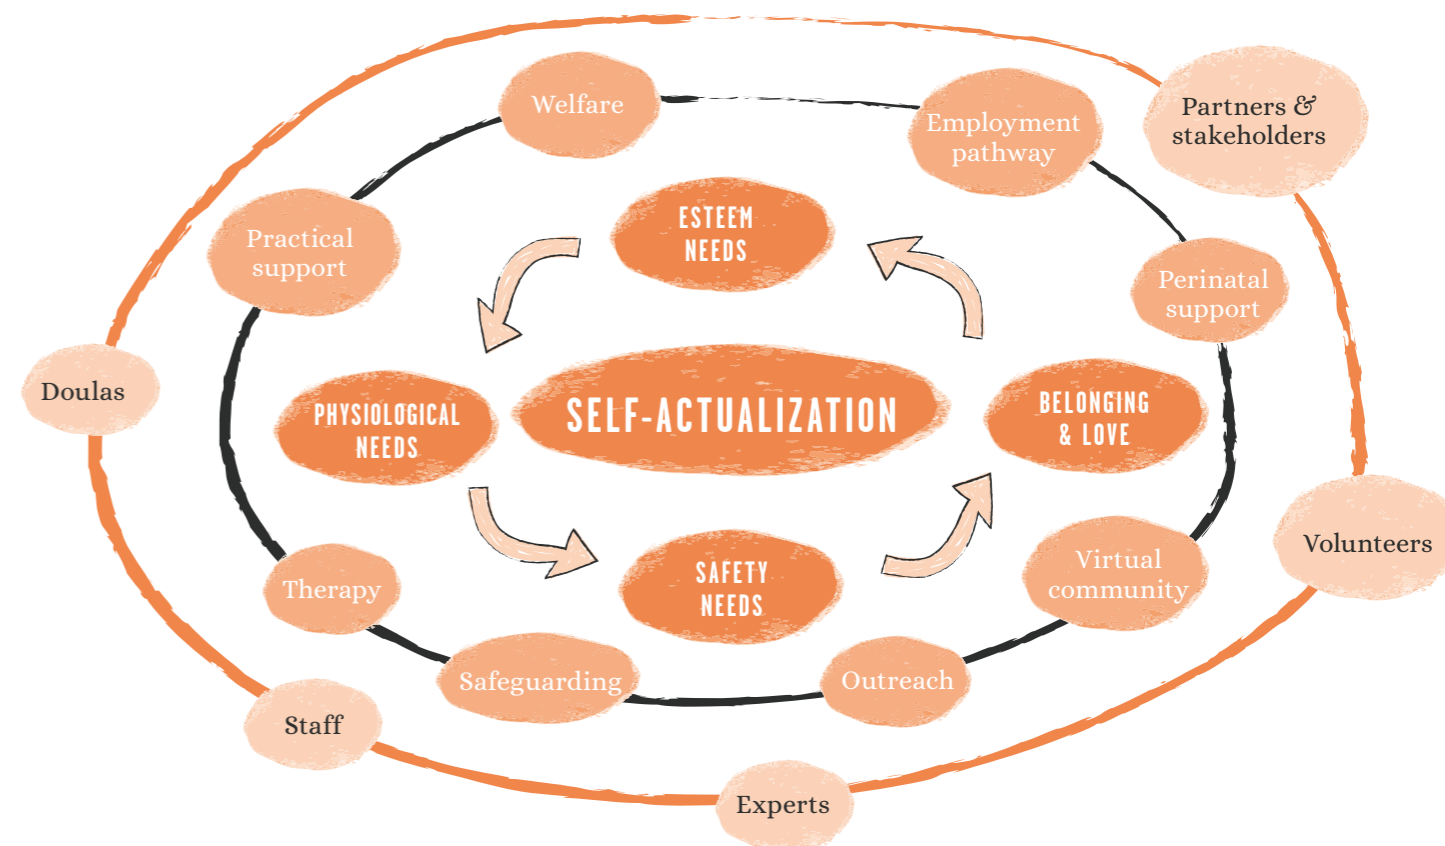 Welfare
Employment
pathway
Partners &
stakeholders
Practical
support
ESTEEM
NEEDS
Perinatal
support
Doulas
PHYSIOLOGICAL
NEEDS
SELF-ACTUALIZATION
BELONGING
& LOVE
Therapy
SAFETY
NEEDS
Virtual
community
Volunteers
Safeguarding
Outreach
Staff
Experts